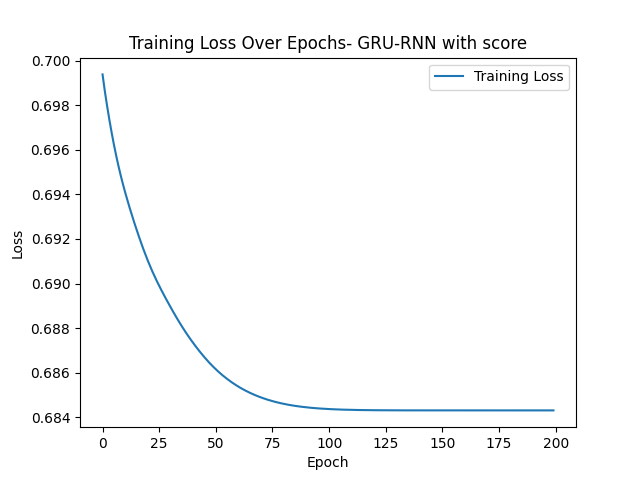 Training Loss Over Epochs- GRU-RNN with score
Training Loss
Loss
0.700
0.698
0.696
0.694
0.692
0.690
0.688
0.686
0.684
0 25 50 75 100 125 150 175 200
Epoch